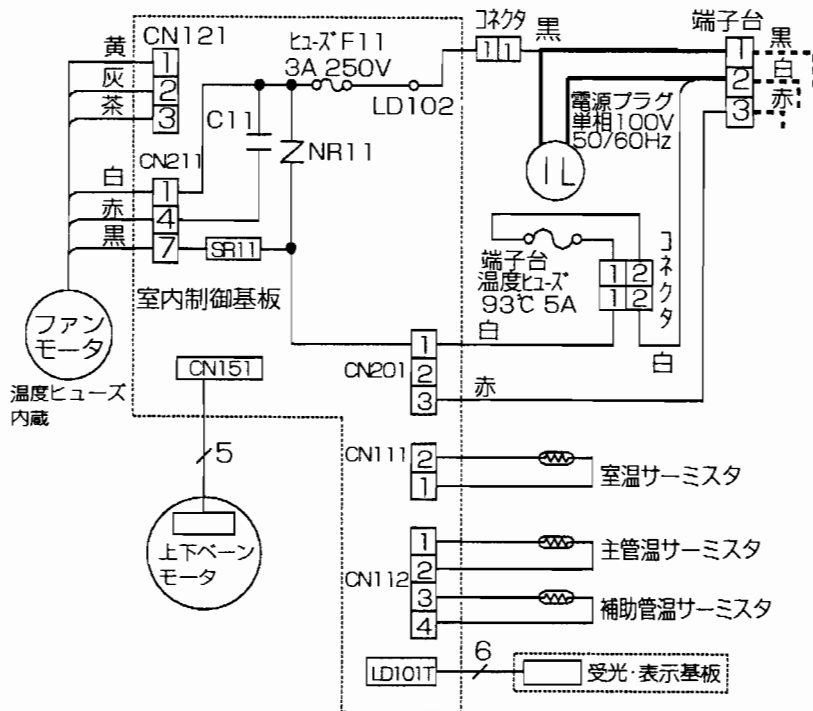 黄
灰
茶
CN121
1
2
3
ヒューズF11
3A 250V
LD102
コネクタ
1 1
黒
端子台
1
2
3
黒
白
赤
C11
NR11
電源プラグ
単相100V
50/60Hz
CN211
白
赤
黒
1
4
7
SR11
室内制御基板
ファン
モータ
温度ヒューズ
内蔵
端子台
温度ヒューズ
93℃ 5A
1 2
1 2
コネクタ
白
白
CN201
1
2
3
赤
CN151
5
上下ベーン
モータ
CN111
2
1
室温サーミスタ
CN112
1
2
3
4
主管温サーミスタ
補助管温サーミスタ
LD101T
6
受光・表示基板